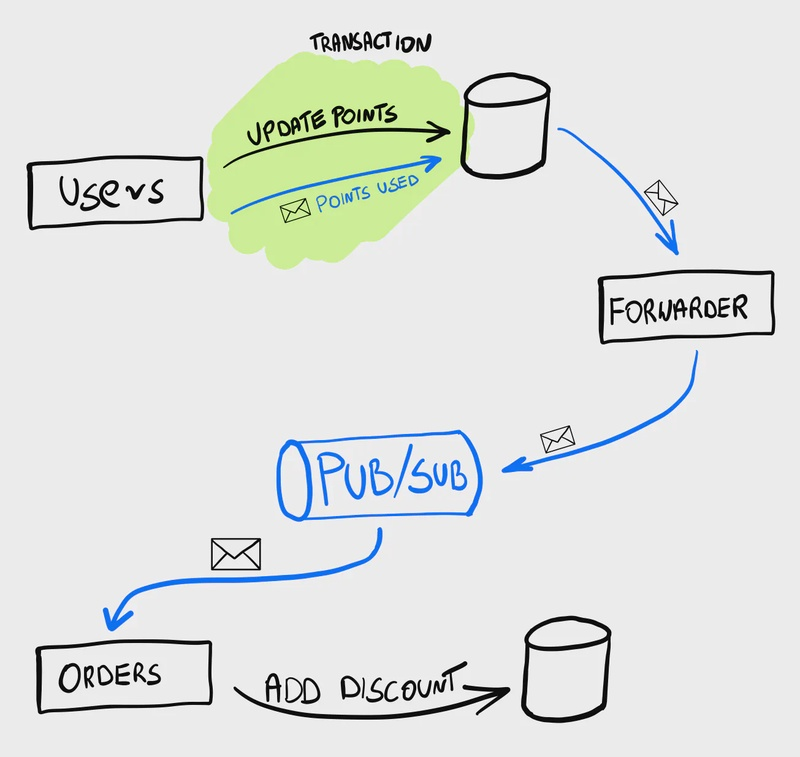 TRANSACTION
UPDATE POINTS
Users
POINTS USED
FORWARDER
PUB/SUB
ORDERS
ADD DISCOUNT